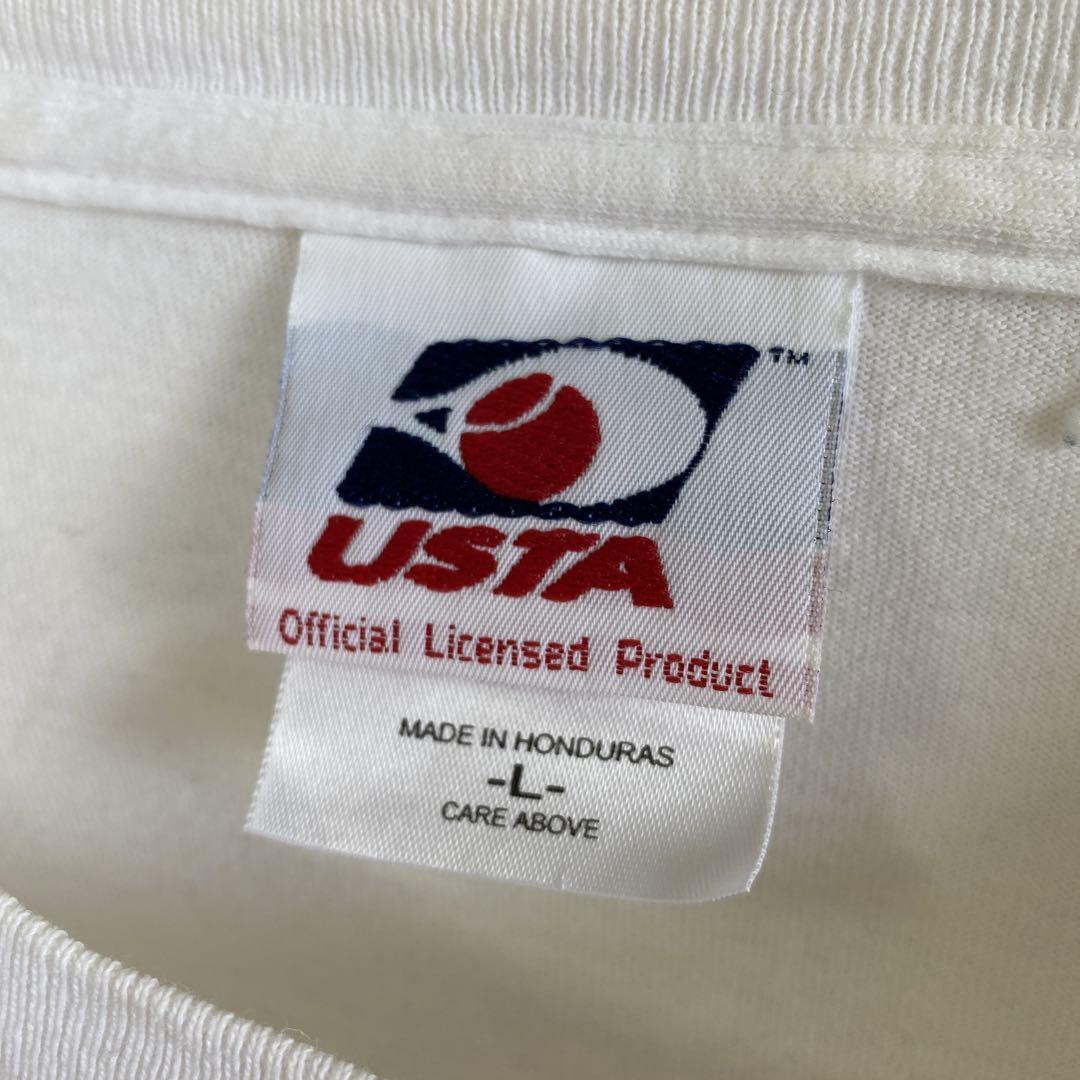 TM
USTA
Official Licensed Product
MADE IN HONDURAS
-L-
CARE ABOVE